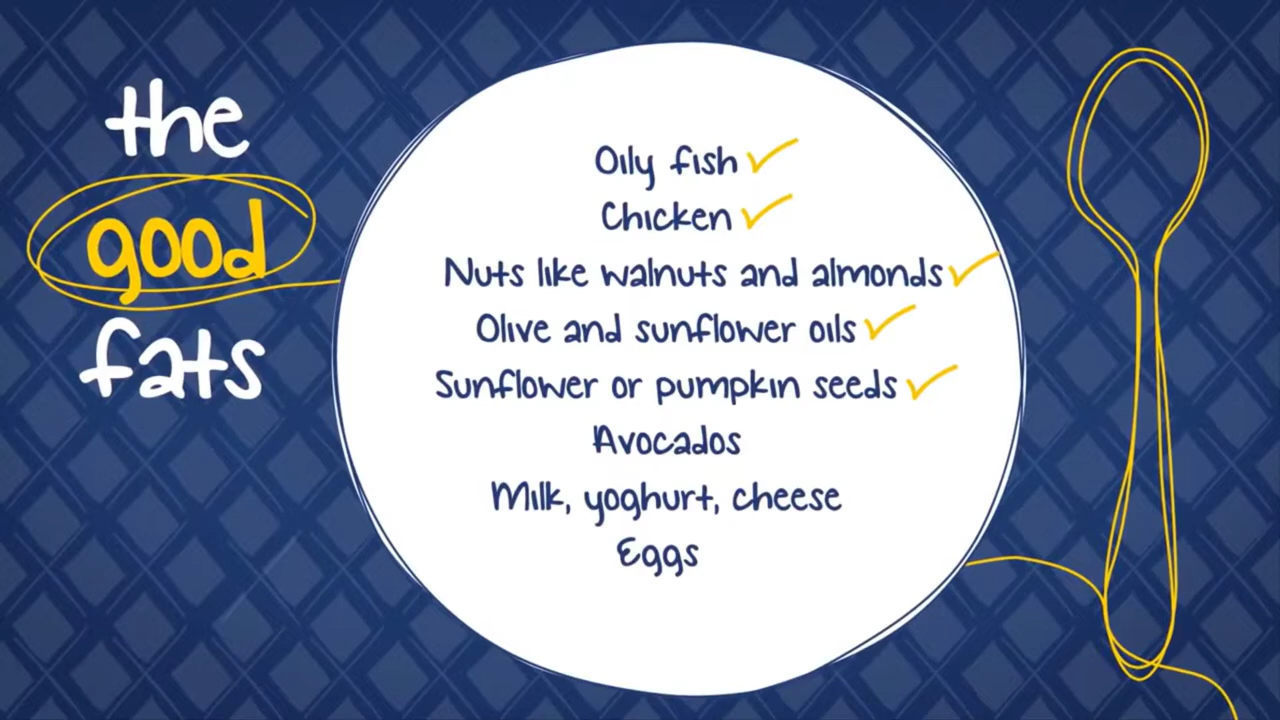 the
good
fats
Oily fish
Chicken
Nuts like walnuts and almonds
Olive and sunflower oils
Sunflower or pumpkin seeds
Avocados
Milk, yoghurt, cheese
Eggs